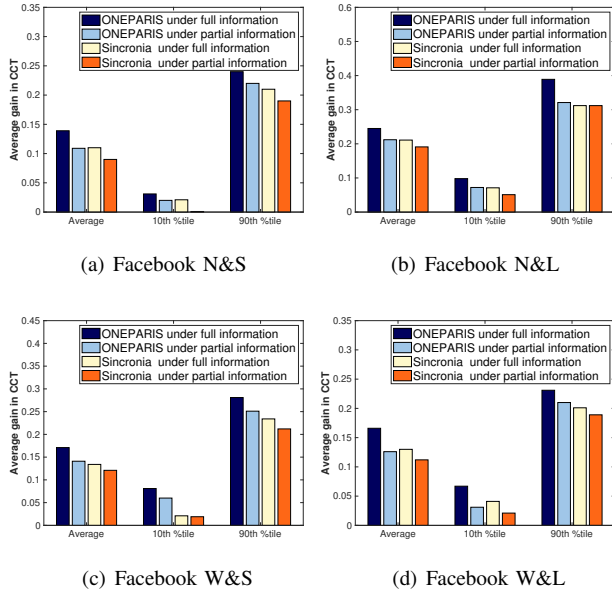 ONEPARIS under full information
ONEPARIS under partial information
Sincronia under full information
Sincronia under partial information
Average gain in CCT
0.35
0.3
0.25
0.2
0.15
0.1
0.05
0
Average 10th %tile 90th %tile
(a) Facebook N&S
ONEPARIS under full information
ONEPARIS under partial information
Sincronia under full information
Sincronia under partial information
Average gain in CCT
0.6
0.5
0.4
0.3
0.2
0.1
0
Average 10th %tile 90th %tile
(b) Facebook N&L
ONEPARIS under full information
ONEPARIS under partial information
Sincronia under full information
Sincronia under partial information
Average gain in CCT
0.45
0.4
0.35
0.3
0.25
0.2
0.15
0.1
0.05
0
Average 10th %tile 90th %tile
(c) Facebook W&S
ONEPARIS under full information
ONEPARIS under partial information
Sincronia under full information
Sincronia under partial information
Average gain in CCT
0.35
0.3
0.25
0.2
0.15
0.1
0.05
0
Average 10th %tile 90th %tile
(d) Facebook W&L